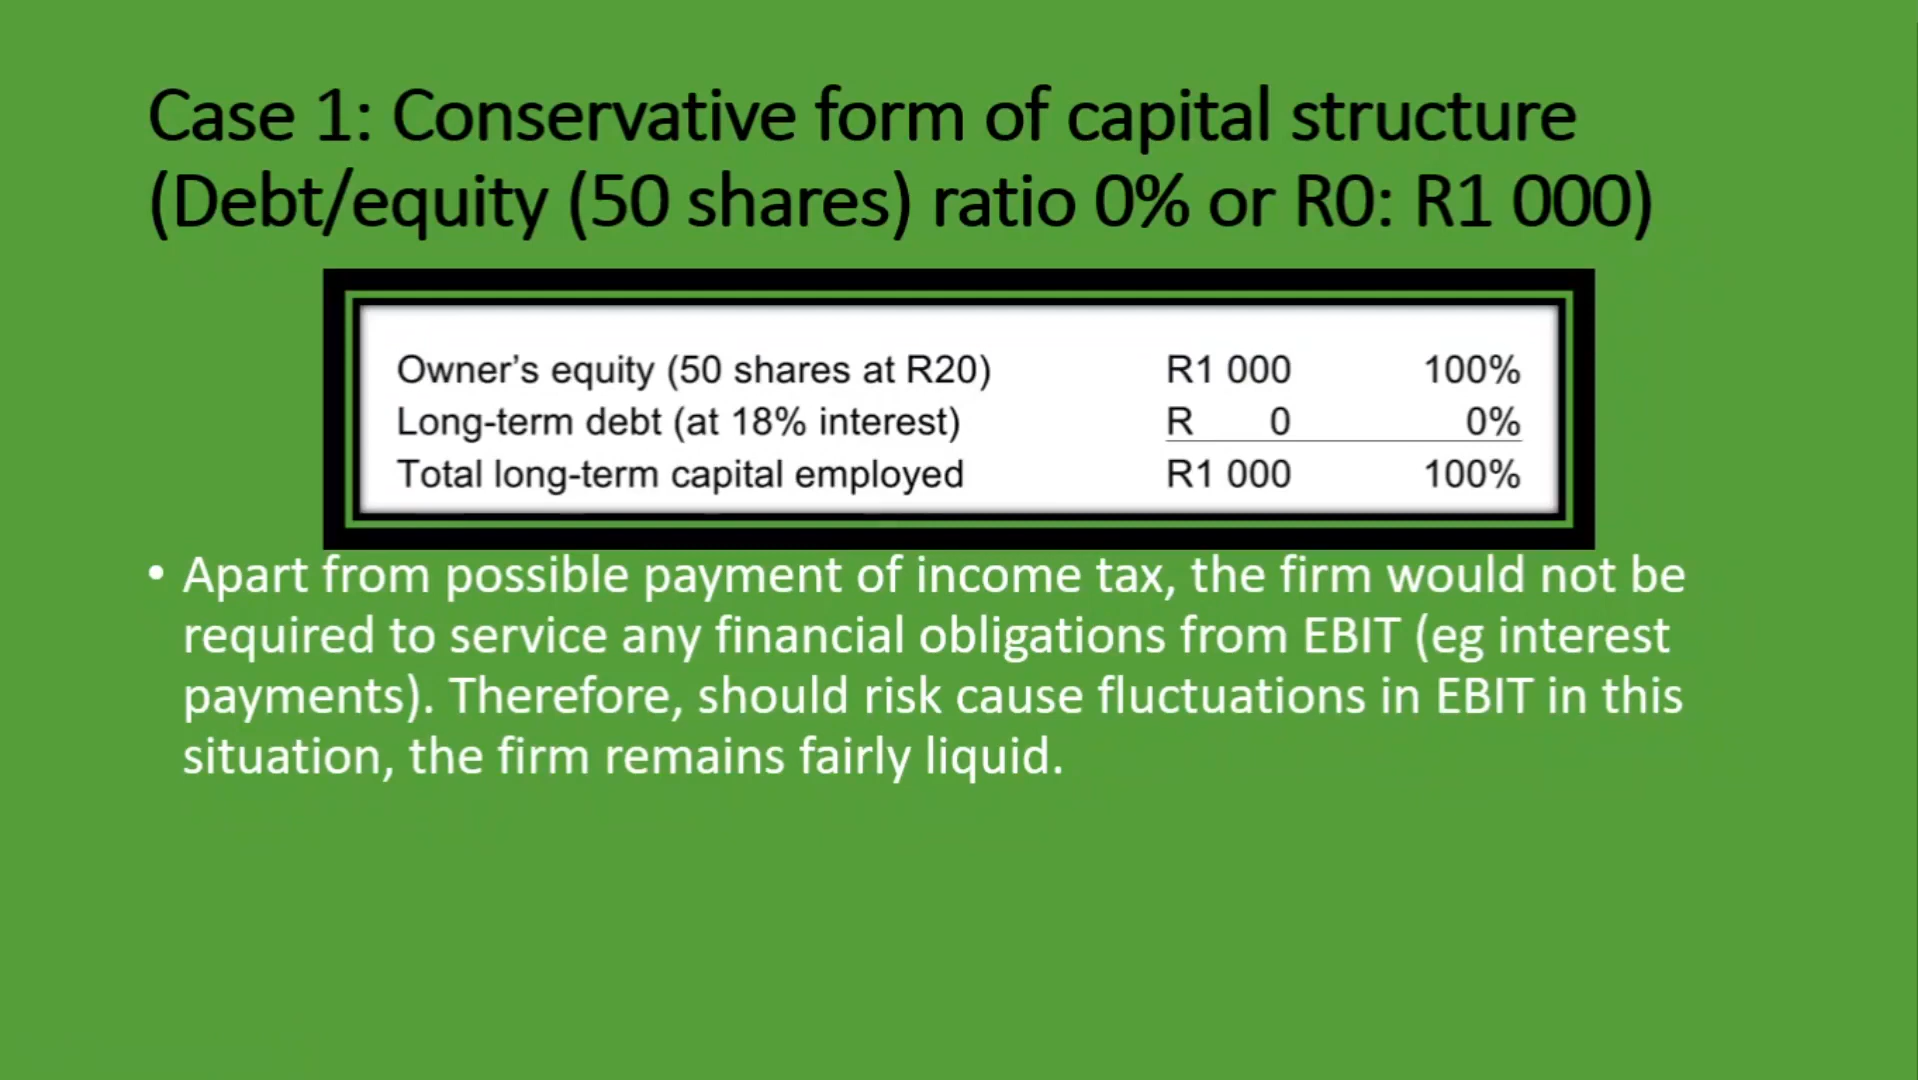 Case 1: Conservative form of capital structure
(Debt/equity (50 shares) ratio 0% or R0: R1 000)
Owner’s equity (50 shares at R20) R1 000 100%
Long-term debt (at 18% interest) R 0 0%
Total long-term capital employed R1 000 100%
• Apart from possible payment of income tax, the firm would not be
required to service any financial obligations from EBIT (eg interest
payments). Therefore, should risk cause fluctuations in EBIT in this
situation, the firm remains fairly liquid.